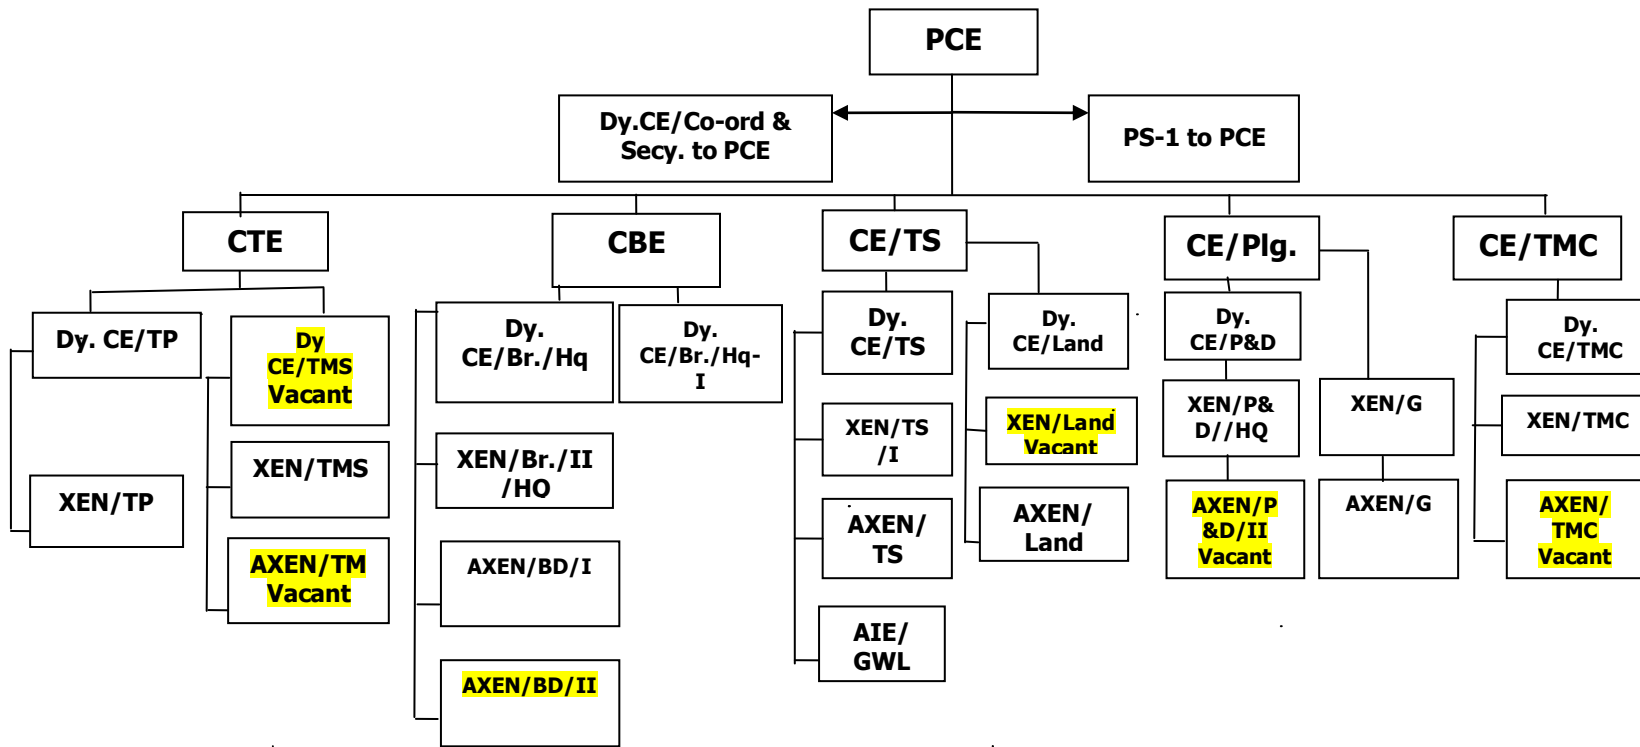 PCE
Dy.CE/Co-ord &
Secy. to PCE
PS-1 to PCE
CTE
CBE
CE/TS
CE/Plg.
CE/TMC
Dy. CE/TP
Dy
CE/TMS
Vacant
Dy.
CE/Br./Hq
Dy.
CE/Br./Hq-
I
Dy.
CE/TS
Dy.
CE/Land
Dy.
CE/P&D
Dy.
CE/TMC
XEN/TP
XEN/TMS
XEN/Br./II
/HO
XEN/TS
/I
XEN/Land
Vacant
XEN/P&
D//HQ
XEN/G
XEN/TMC
AXEN/TM
Vacant
AXEN/BD/I
AXEN/
TS
AXEN/
Land
AXEN/P
&D/II
Vacant
AXEN/G
AXEN/
TMC
Vacant
AXEN/BD/II
AIE/
GWL